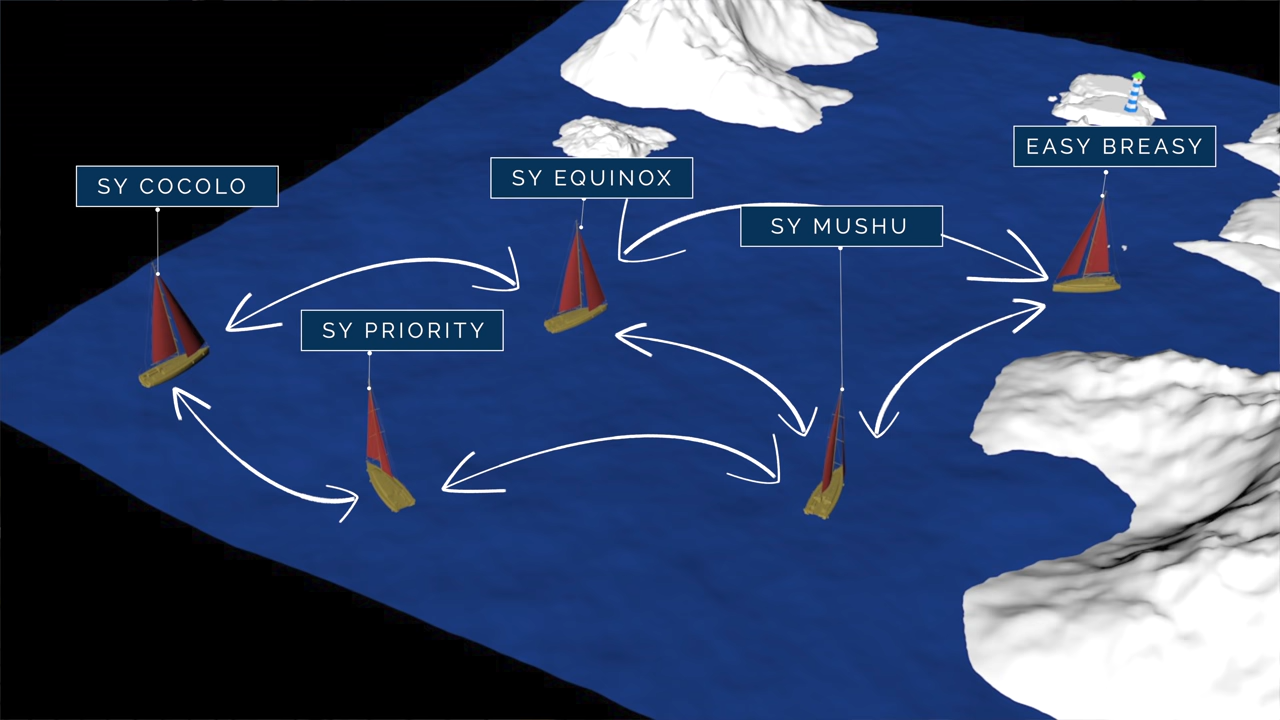 SY COCOLO
SY EQUINOX
EASY BREASY
SY MUSHU
SY PRIORITY